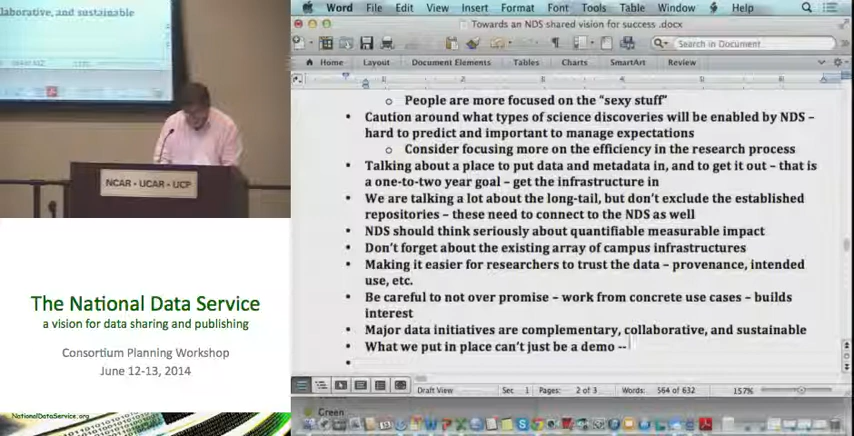 laborative, and sustainable
NCAR • UCAR • UCP
The National Data Service
a vision for data sharing and publishing
Consortium Planning Workshop
June 12-13, 2014
NationalDataService.org
Word File Edit View Insert Format Font Tools Table Window Help
Towards an NDS shared vision for success .docx
Search in Document
Home Layout Document Elements Tables Charts SmartArt Review
o People are more focused on the "sexy stuff"
• Caution around what types of science discoveries will be enabled by NDS –
hard to predict and important to manage expectations
o Consider focusing more on the efficiency in the research process
• Talking about a place to put data and metadata in, and to get it out – that is
a one-to-two year goal – get the infrastructure in
• We are talking a lot about the long-tail, but don't exclude the established
repositories – these need to connect to the NDS as well
• NDS should think seriously about quantifiable measurable impact
• Don't forget about the existing array of campus infrastructures
• Making it easier for researchers to trust the data – provenance, intended
use, etc.
• Be careful to not over promise – work from concrete use cases – builds
interest
• Major data initiatives are complementary, collaborative, and sustainable
• What we put in place can't just be a demo --
•
Draft View Sec 1 Pages: 2 of 3 Words: 564 of 632 157%
Green